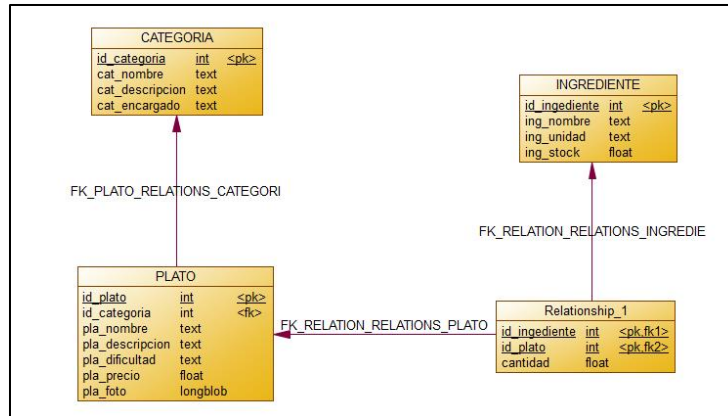 CATEGORIA
id_categoria int <pk>
cat_nombre text
cat_descripcion text
cat_encargado text
INGREDIENTE
id_ingediente int <pk>
ing_nombre text
ing_unidad text
ing_stock float
FK_PLATO_RELATIONS_CATEGORI
FK_RELATION_RELATIONS_INGREDIE
PLATO
id_plato int <pk>
id_categoria int <fk>
pla_nombre text
pla_descripcion text
pla_dificultad text
pla_precio float
pla_foto longblob
FK_RELATION_RELATIONS_PLATO
Relationship_1
id_ingediente int <pk,fk1>
id_plato int <pk,fk2>
cantidad float